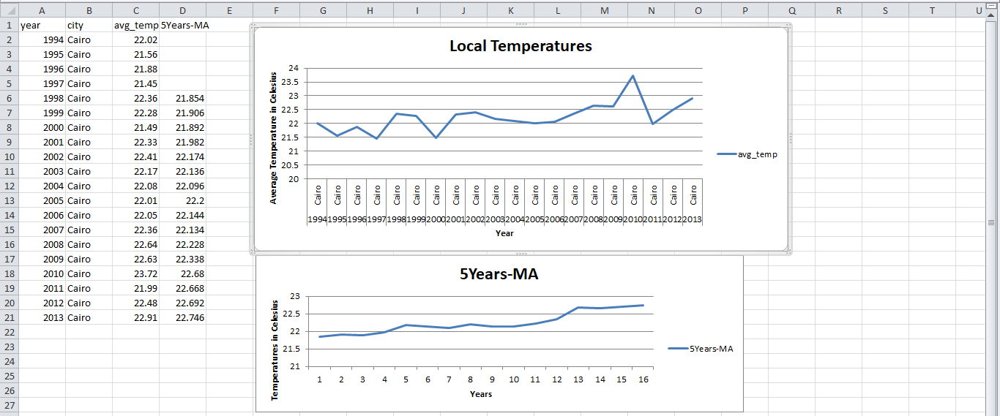 A B C D E F G H I J K L M N O P Q R S T U
1 year city avg_temp 5Years-MA
2 1994 Cairo 22.02
3 1995 Cairo 21.56
4 1996 Cairo 21.88
5 1997 Cairo 21.45
6 1998 Cairo 22.36 21.854
7 1999 Cairo 22.28 21.906
8 2000 Cairo 21.49 21.892
9 2001 Cairo 22.33 21.982
10 2002 Cairo 22.41 22.174
11 2003 Cairo 22.17 22.136
12 2004 Cairo 22.08 22.096
13 2005 Cairo 22.01 22.2
14 2006 Cairo 22.05 22.144
15 2007 Cairo 22.36 22.134
16 2008 Cairo 22.64 22.228
17 2009 Cairo 22.63 22.338
18 2010 Cairo 23.72 22.68
19 2011 Cairo 21.99 22.668
20 2012 Cairo 22.48 22.692
21 2013 Cairo 22.91 22.746
22
23
24
25
26
27
Local Temperatures
Average Temperature in Celesius
24
23.5
23
22.5
22
21.5
21
20.5
20
Cairo Cairo Cairo Cairo Cairo Cairo Cairo Cairo Cairo Cairo Cairo Cairo Cairo Cairo Cairo Cairo Cairo Cairo Cairo Cairo
1994 1995 1996 1997 1998 1999 2000 2001 2002 2003 2004 2005 2006 2007 2008 2009 2010 2011 2012 2013
Year
avg_temp
5Years-MA
Temperatures in Celesius
23
22.5
22
21.5
21
1 2 3 4 5 6 7 8 9 10 11 12 13 14 15 16
Years
5Years-MA